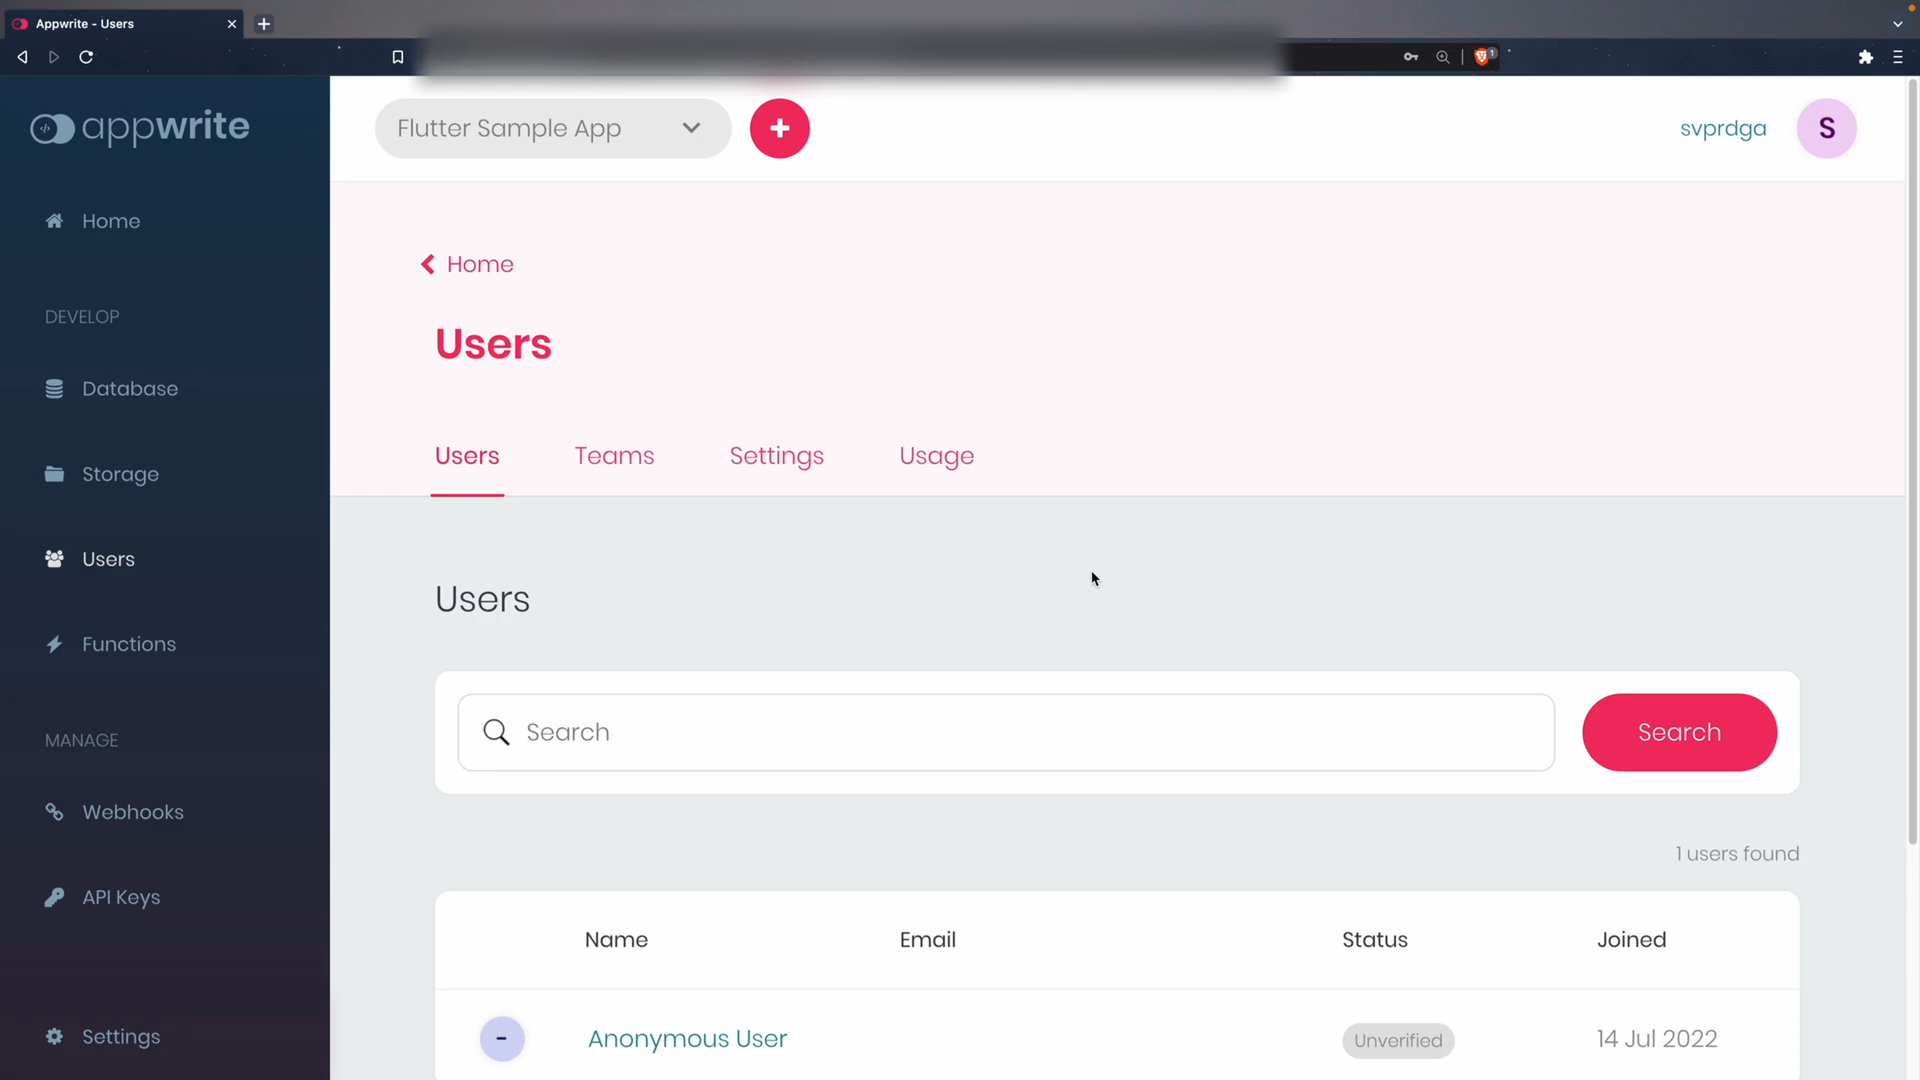 Appwrite - Users
1
appwrite
Flutter Sample App
svprdga
S
Home
DEVELOP
Database
Storage
Users
Functions
MANAGE
Webhooks
API Keys
Settings
Home
Users
Users
Teams
Settings
Usage
Users
Search
Search
1 users found
Name
Email
Status
Joined
-
Anonymous User
Unverified
14 Jul 2022